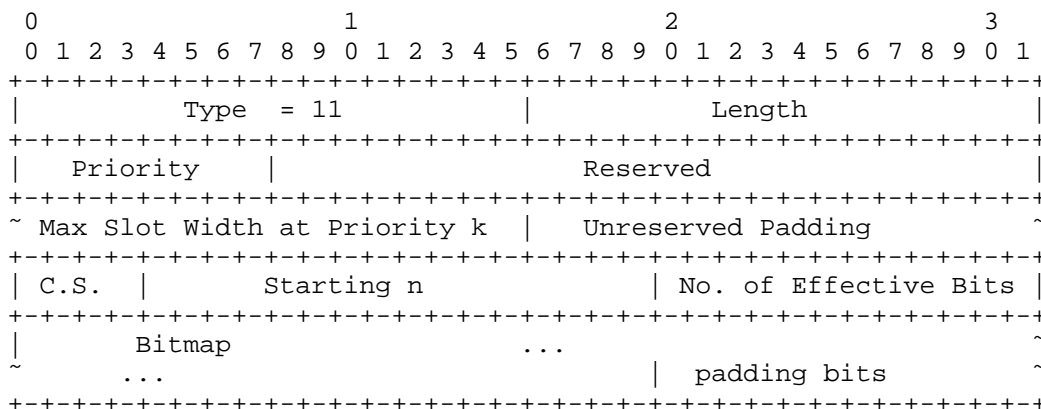 0                   1                   2                   3
0 1 2 3 4 5 6 7 8 9 0 1 2 3 4 5 6 7 8 9 0 1 2 3 4 5 6 7 8 9 0 1
+-+-+-+-+-+-+-+-+-+-+-+-+-+-+-+-+-+-+-+-+-+-+-+-+-+-+-+-+-+-+-+-+
|          Type  = 11           |           Length              |
+-+-+-+-+-+-+-+-+-+-+-+-+-+-+-+-+-+-+-+-+-+-+-+-+-+-+-+-+-+-+-+-+
|   Priority    |                   Reserved                    |
+-+-+-+-+-+-+-+-+-+-+-+-+-+-+-+-+-+-+-+-+-+-+-+-+-+-+-+-+-+-+-+-+
~ Max Slot Width at Priority k  |   Unreserved Padding          ~
+-+-+-+-+-+-+-+-+-+-+-+-+-+-+-+-+-+-+-+-+-+-+-+-+-+-+-+-+-+-+-+-+
| C.S.  |       Starting n              | No. of Effective Bits |
+-+-+-+-+-+-+-+-+-+-+-+-+-+-+-+-+-+-+-+-+-+-+-+-+-+-+-+-+-+-+-+-+
|       Bitmap                  ...                             ~
~      ...                              |  padding bits         ~
+-+-+-+-+-+-+-+-+-+-+-+-+-+-+-+-+-+-+-+-+-+-+-+-+-+-+-+-+-+-+-+-+